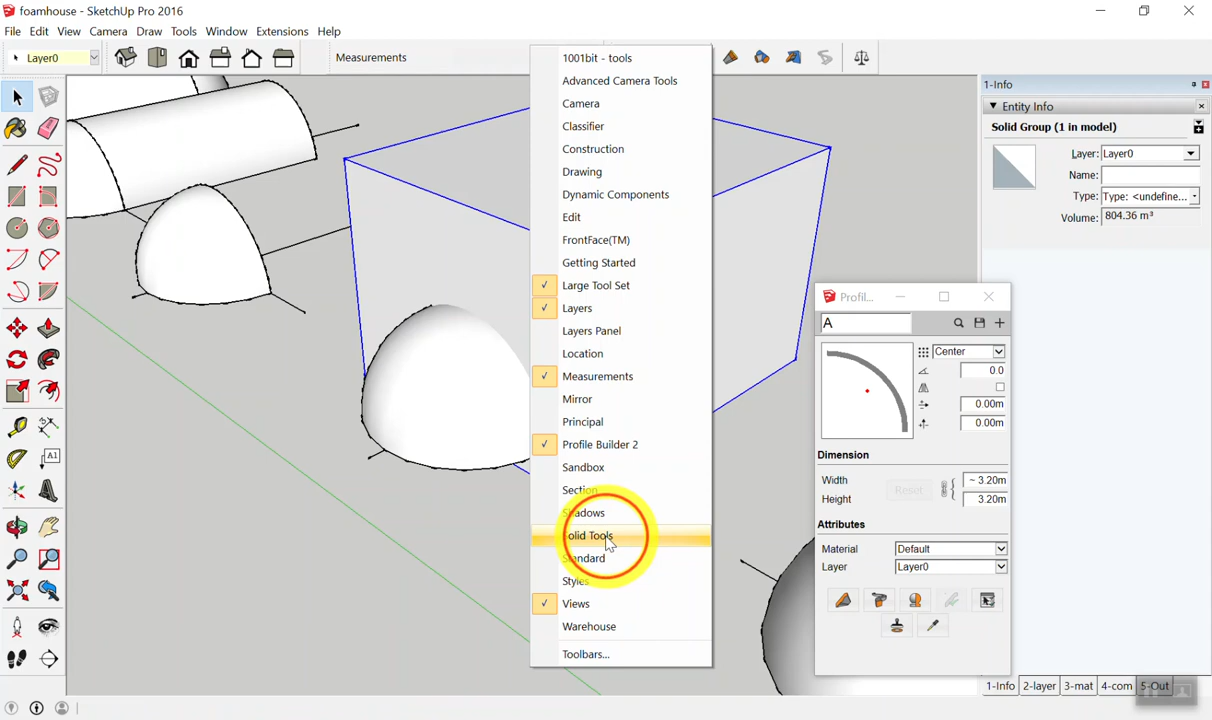 foamhouse - SketchUp Pro 2016
File Edit View Camera Draw Tools Window Extensions Help
Layer0
Measurements
1001bit - tools
Advanced Camera Tools
Camera
Classifier
Construction
Drawing
Dynamic Components
Edit
FrontFace(TM)
Getting Started
Large Tool Set
Layers
Layers Panel
Location
Measurements
Mirror
Principal
Profile Builder 2
Sandbox
Section
Shadows
Solid Tools
Standard
Styles
Views
Warehouse
Toolbars...
1-Info
Entity Info
Solid Group (1 in model)
Layer: Layer0
Name:
Type: Type: <undefine...
Volume: 804.36 m³
Profil...
A
Center
0.0
0.00m
0.00m
Dimension
Width ~ 3.20m
Reset
Height 3.20m
Attributes
Material Default
Layer Layer0
1-Info 2-layer 3-mat 4-com 5-Out
A1